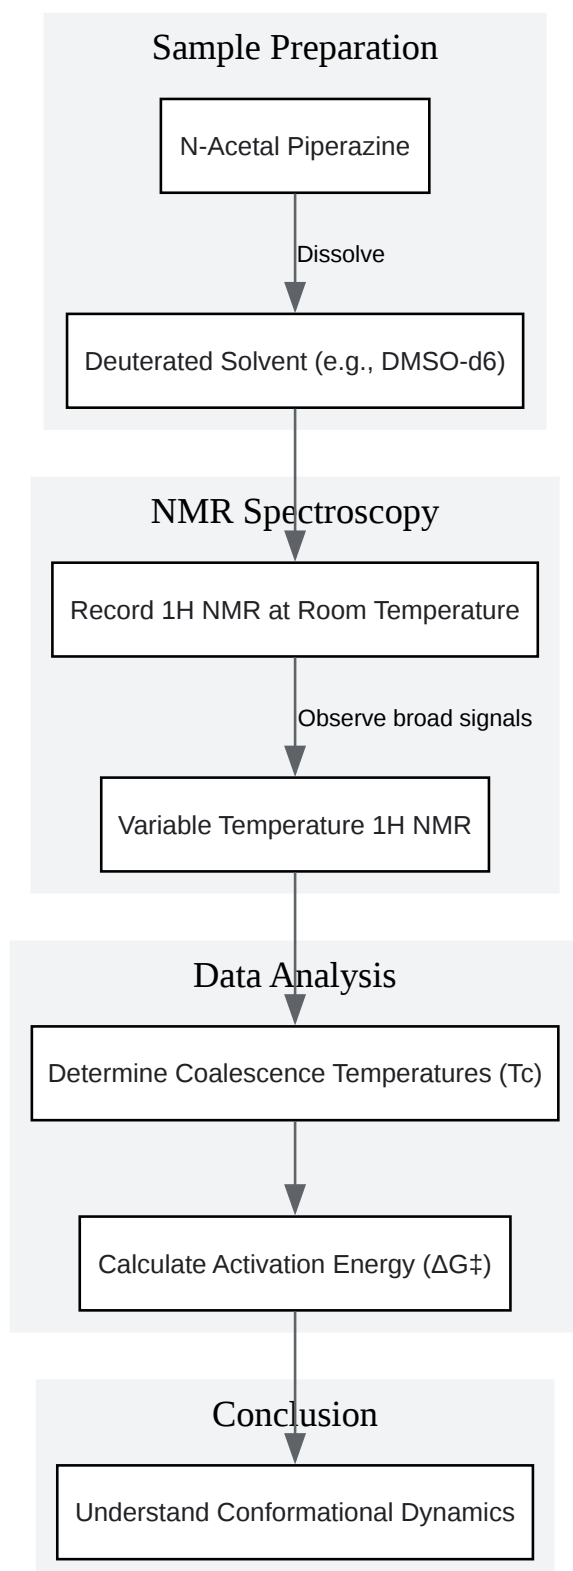 Sample Preparation
N-Acetal Piperazine
Dissolve
Deuterated Solvent (e.g., DMSO-d6)
NMR Spectroscopy
Record 1H NMR at Room Temperature
Observe broad signals
Variable Temperature 1H NMR
Data Analysis
Determine Coalescence Temperatures (Tc)
Calculate Activation Energy (ΔG‡)
Conclusion
Understand Conformational Dynamics